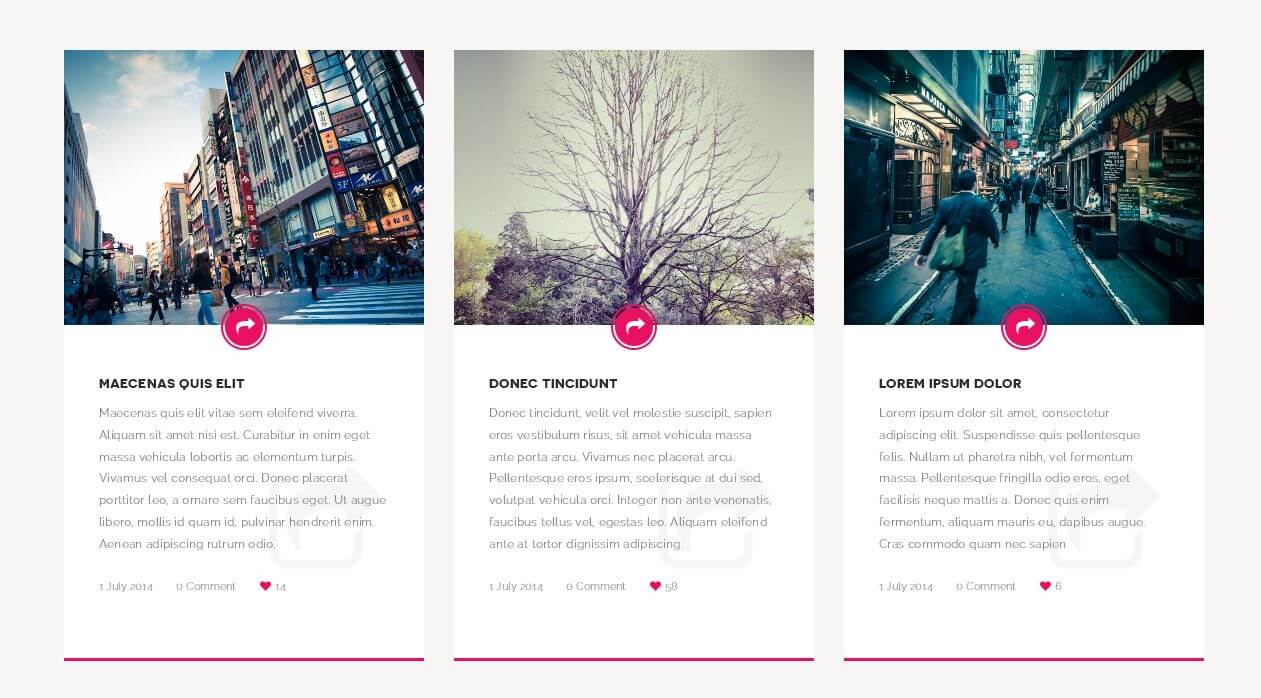 MAJORCA
5F
MAECENAS QUIS ELIT
Maecenas quis elit vitae sem eleifend viverra.
Aliquam sit amet nisi est. Curabitur in enim eget
massa vehicula lobortis ac elementum turpis.
Vivamus vel consequat orci. Donec placerat
porttitor leo, a ornare sem faucibus eget. Ut augue
libero, mollis id quam id, pulvinar hendrerit enim.
Aenean adipiscing rutrum odio.
1 July 2014 0 Comment 14
DONEC TINCIDUNT
Donec tincidunt, velit vel molestie suscipit, sapien
eros vestibulum risus, sit amet vehicula massa
ante porta arcu. Vivamus nec placerat arcu.
Pellentesque eros ipsum, scelerisque at dui sed,
volutpat vehicula orci. Integer non ante venenatis,
faucibus tellus vel, egestas leo. Aliquam eleifend
ante at tortor dignissim adipiscing.
1 July 2014 0 Comment 58
LOREM IPSUM DOLOR
Lorem ipsum dolor sit amet, consectetur
adipiscing elit. Suspendisse quis pellentesque
felis. Nullam ut pharetra nibh, vel fermentum
massa. Pellentesque fringilla odio eros, eget
facilisis neque mattis a. Donec quis enim
fermentum, aliquam mauris eu, dapibus augue.
Cras commodo quam nec sapien
1 July 2014 0 Comment 6